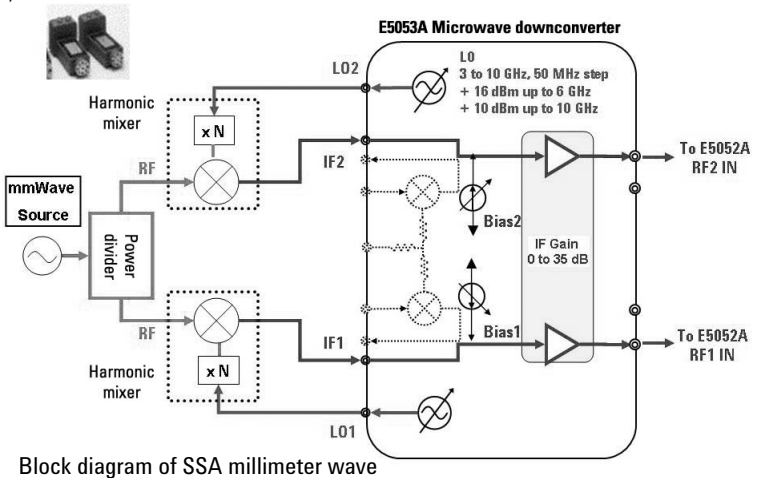 E5053A Microwave downconverter
LO
3 to 10 GHz, 50 MHz step
+ 16 dBm up to 6 GHz
+ 10 dBm up to 10 GHz
LO2
Harmonic
mixer
x N
RF
IF2
To E5052A
RF2 IN
mmWave
Source
Power
divider
Bias2
IF Gain
0 to 35 dB
Bias1
RF
IF1
To E5052A
RF1 IN
Harmonic
mixer
x N
LO1
Block diagram of SSA millimeter wave